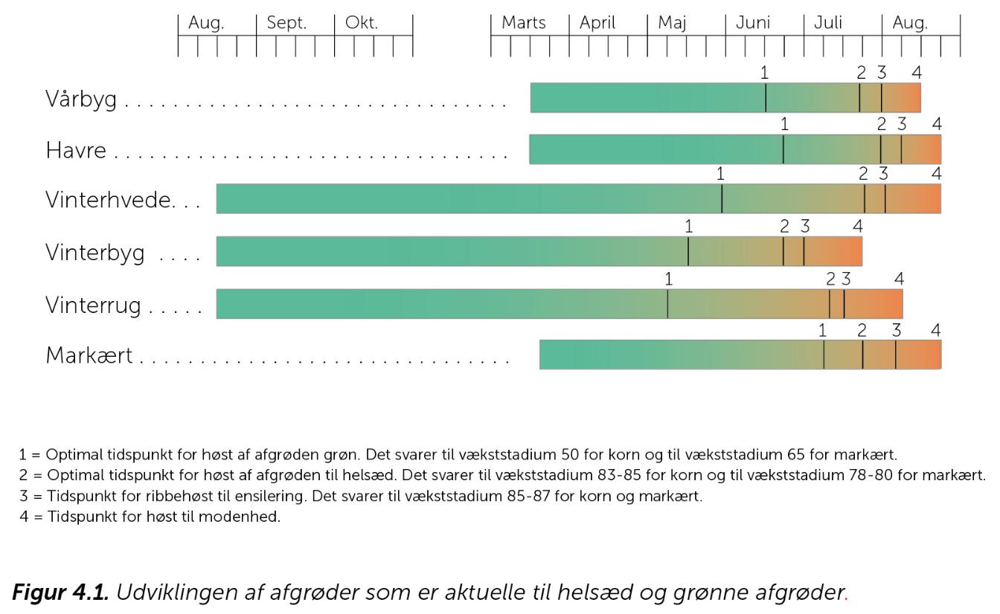 Aug. Sept. Okt. Marts April Maj Juni Juli Aug.
1 2 3 4
Vårbyg . . . . . . . . . . . . . . . . . . . . . . . . . . . . . . . . .
1 2 3 4
Havre . . . . . . . . . . . . . . . . . . . . . . . . . . . . . . . . .
1 2 3 4
Vinterhvede. . .
1 2 3 4
Vinterbyg . . . .
1 2 3 4
Vinterrug . . . . .
1 2 3 4
Markært . . . . . . . . . . . . . . . . . . . . . . . . . . . . . . .
1 = Optimal tidspunkt for høst af afgrøden grøn. Det svarer til vækststadium 50 for korn og til vækststadium 65 for markært.
2 = Optimal tidspunkt for høst af afgrøden til helsæd. Det svarer til vækststadium 83-85 for korn og til vækststadium 78-80 for markært.
3 = Tidspunkt for ribbehøst til ensilering. Det svarer til vækststadium 85-87 for korn og markært.
4 = Tidspunkt for høst til modenhed.
Figur 4.1. Udviklingen af afgrøder som er aktuelle til helsæd og grønne afgrøder.